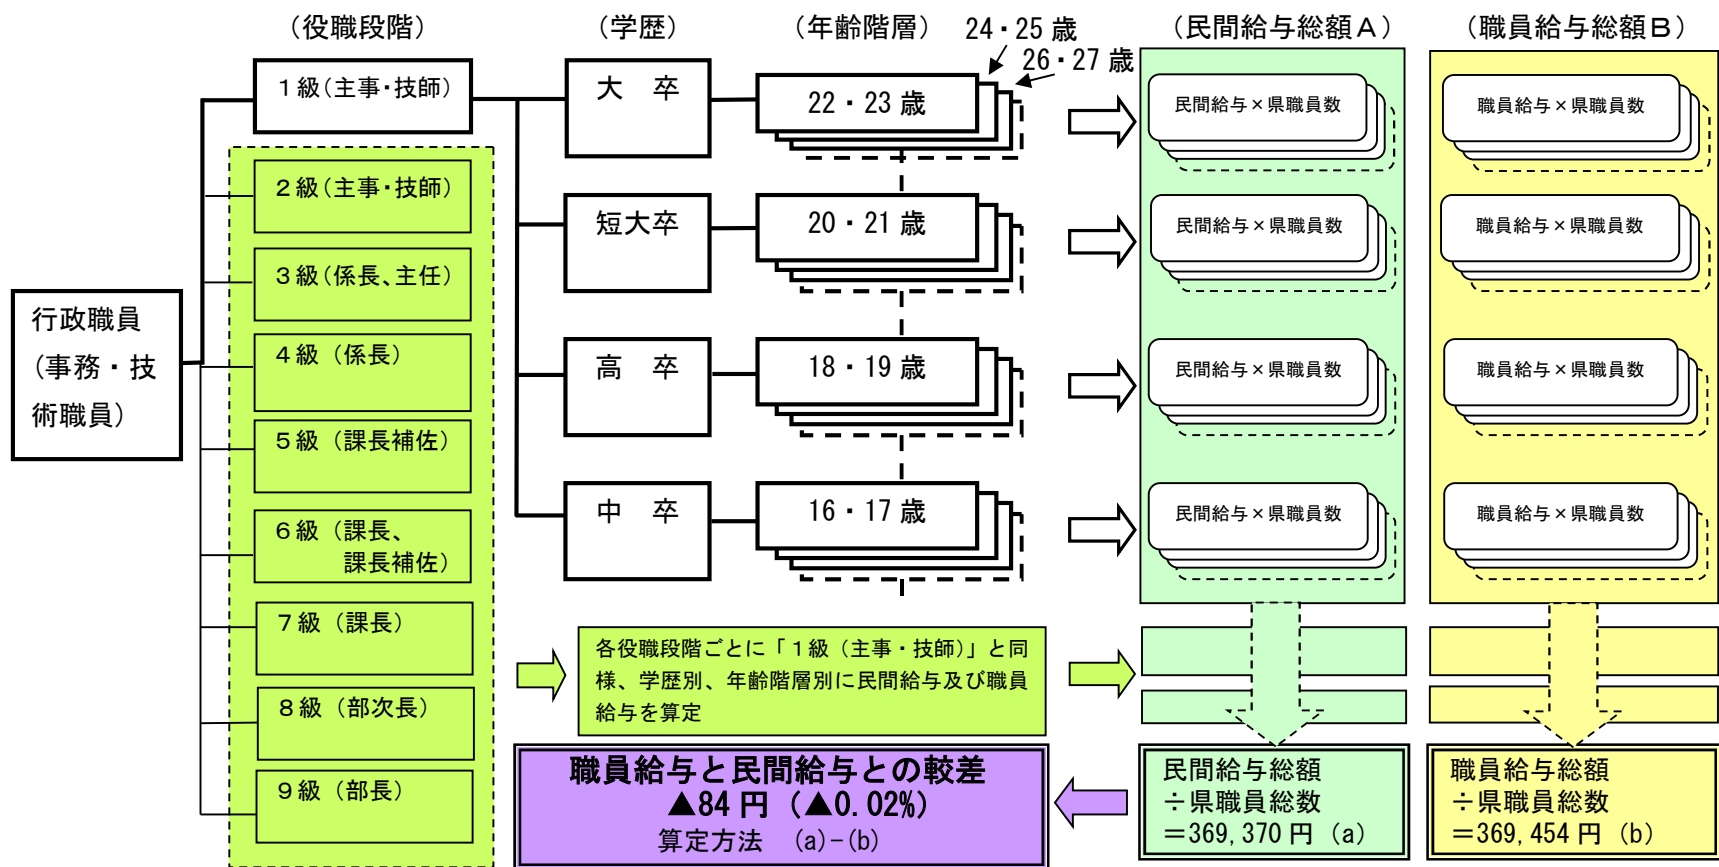 （役職段階）
（学歴）
（年齢階層）
24・25 歳
26・27 歳
（民間給与総額Ａ）
（職員給与総額Ｂ）
行政職員
（事務・技
術職員）
１級（主事・技師）
２級（主事・技師）
３級（係長、主任）
４級（係長）
５級（課長補佐）
６級（課長、
課長補佐）
７級（課長）
８級（部次長）
９級（部長）
大　卒
22・23 歳
民間給与×県職員数
職員給与×県職員数
短大卒
20・21 歳
民間給与×県職員数
職員給与×県職員数
高　卒
18・19 歳
民間給与×県職員数
職員給与×県職員数
中　卒
16・17 歳
民間給与×県職員数
職員給与×県職員数
各役職段階ごとに「１級（主事・技師）」と同
様、学歴別、年齢階層別に民間給与及び職員
給与を算定
職員給与と民間給与との較差
▲84 円（▲0.02%）
算定方法　(a)−(b)
民間給与総額
÷県職員総数
＝369,370 円 (a)
職員給与総額
÷県職員総数
＝369,454 円 (b)